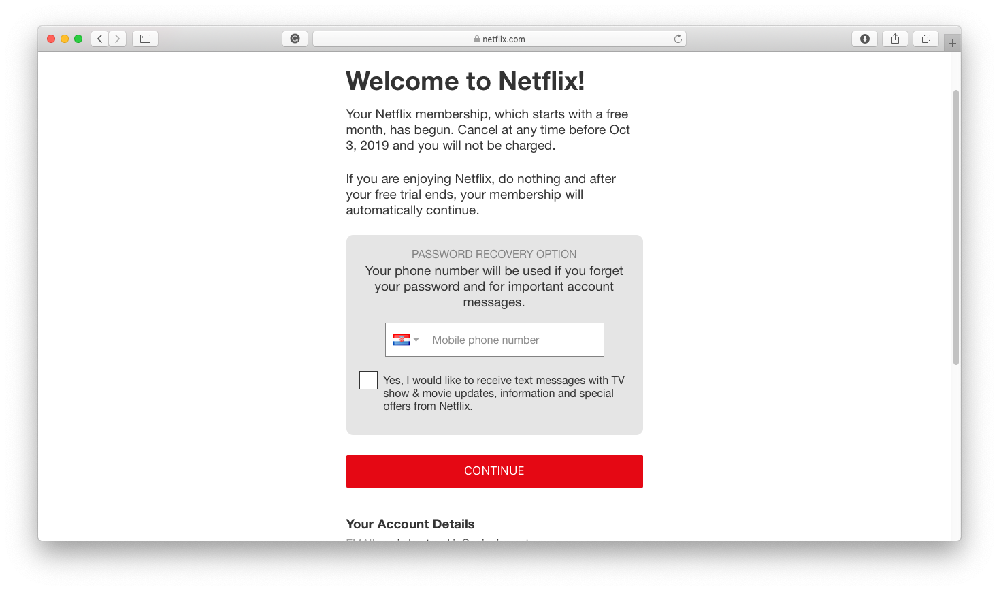 netflix.com
Welcome to Netflix!
Your Netflix membership, which starts with a free
month, has begun. Cancel at any time before Oct
3, 2019 and you will not be charged.
If you are enjoying Netflix, do nothing and after
your free trial ends, your membership will
automatically continue.
PASSWORD RECOVERY OPTION
Your phone number will be used if you forget
your password and for important account
messages.
Mobile phone number
Yes, I would like to receive text messages with TV
show & movie updates, information and special
offers from Netflix.
CONTINUE
Your Account Details